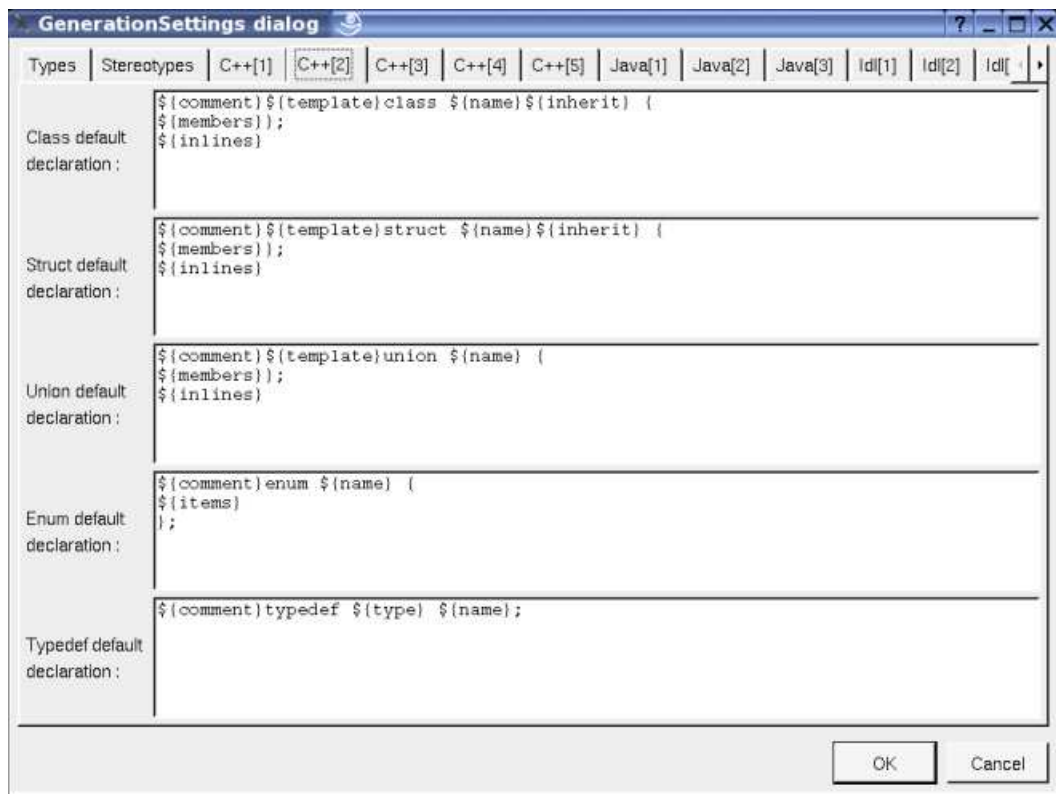 GenerationSettings dialog
Types Stereotypes C++[1] C++[2] C++[3] C++[4] C++[5] Java[1] Java[2] Java[3] Idl[1] Idl[2] Idl[
Class default
declaration :
${comment}${template}class ${name}${inherit} {
${members}};
${inlines}
Struct default
declaration :
${comment}${template}struct ${name}${inherit} {
${members}};
${inlines}
Union default
declaration :
${comment}${template}union ${name} {
${members}};
${inlines}
Enum default
declaration :
${comment}enum ${name} {
${items}
};
Typedef default
declaration :
${comment}typedef ${type} ${name};
OK Cancel